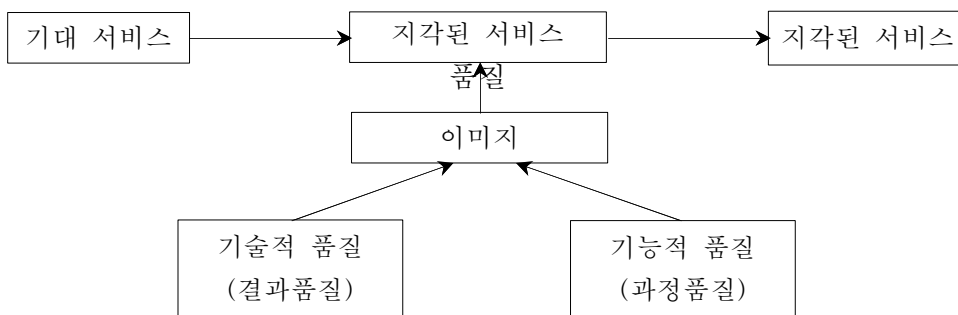 기대 서비스
지각된 서비스
품질
지각된 서비스
이미지
기술적 품질
(결과품질)
기능적 품질
(과정품질)